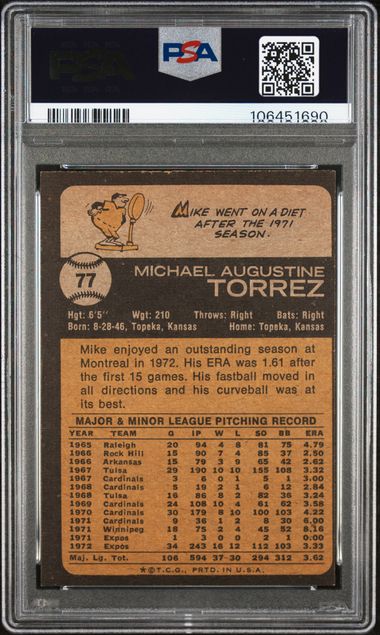 PSA
PSA
106451690
MIKE WENT ON A DIET
AFTER THE 1971
SEASON.
77
MICHAEL AUGUSTINE
TORREZ
Hgt: 6'5" Wgt: 210 Throws: Right Bats: Right
Born: 8-28-46, Topeka, Kansas Home: Topeka, Kansas
Mike enjoyed an outstanding season at
Montreal in 1972. His ERA was 1.61 after
the first 15 games. His fastball moved in
all directions and his curveball was at
its best.
MAJOR & MINOR LEAGUE PITCHING RECORD
YEAR TEAM G IP W L SO BB ERA
1965 Raleigh 20 94 4 8 81 75 4.79
1966 Rock Hill 15 90 7 4 85 37 2.50
1966 Arkansas 15 79 3 9 65 42 2.62
1967 Tulsa 29 190 10 10 155 108 3.32
1967 Cardinals 3 6 0 1 5 1 3.00
1968 Cardinals 5 19 2 1 6 12 2.84
1968 Tulsa 16 86 8 2 82 36 3.24
1969 Cardinals 24 108 10 4 61 62 3.58
1970 Cardinals 30 179 8 10 100 103 4.22
1971 Cardinals 9 36 1 2 8 30 6.00
1971 Winnipeg 18 75 2 4 45 52 8.16
1971 Expos 1 3 0 0 2 1 0.00
1972 Expos 34 243 16 12 112 103 3.33
Maj. Lg. Tot. 106 594 37 30 294 312 3.62
★©T.C.G., PRTD. IN U.S.A.